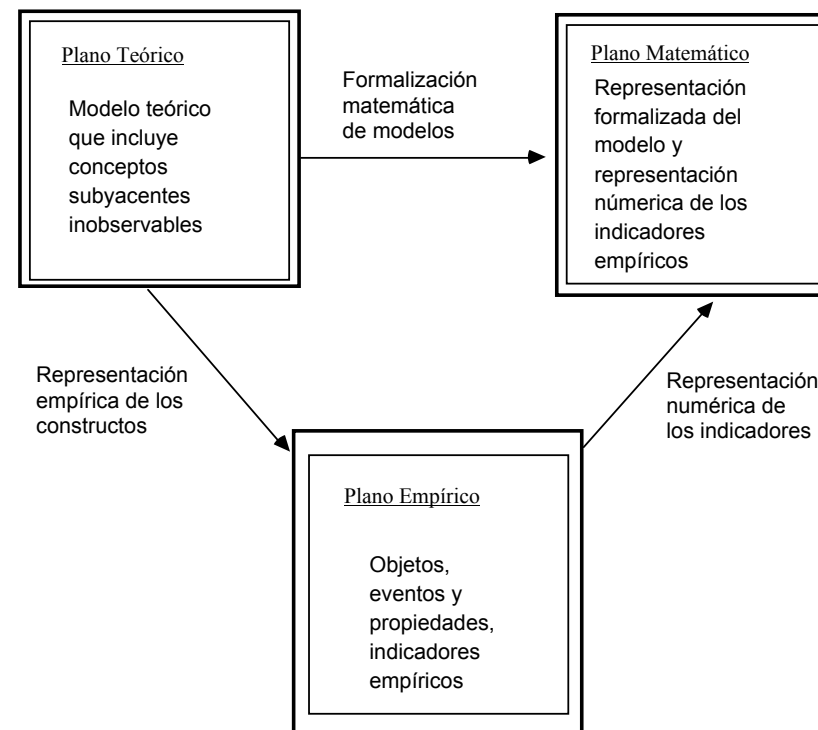 Plano Teórico
Modelo teórico
que incluye
conceptos
subyacentes
inobservables
Formalización
matemática
de modelos
Plano Matemático
Representación
formalizada del
modelo y
representación
númerica de los
indicadores
empíricos
Representación
empírica de los
constructos
Representación
numérica de
los indicadores
Plano Empírico
Objetos,
eventos y
propiedades,
indicadores
empíricos